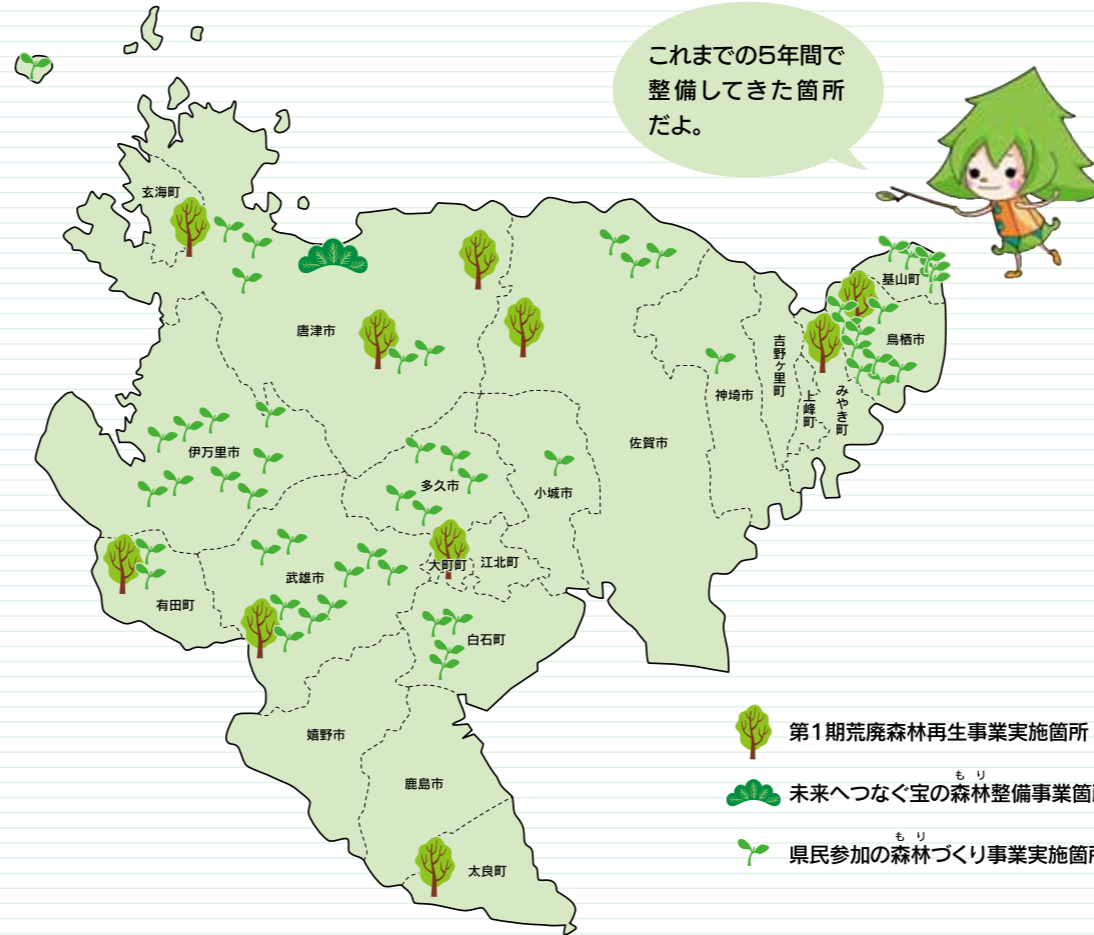 これまでの5年間で
整備してきた箇所
だよ。
玄海町
唐津市
基山町
鳥栖市
吉野ヶ里町
上峰町
みやき町
神埼市
佐賀市
伊万里市
多久市
小城市
大町町
江北町
武雄市
有田町
白石町
嬉野市
鹿島市
太良町
第1期荒廃森林再生事業実施箇所
もり
未来へつなぐ宝の森林整備事業箇
もり
県民参加の森林づくり事業実施箇所